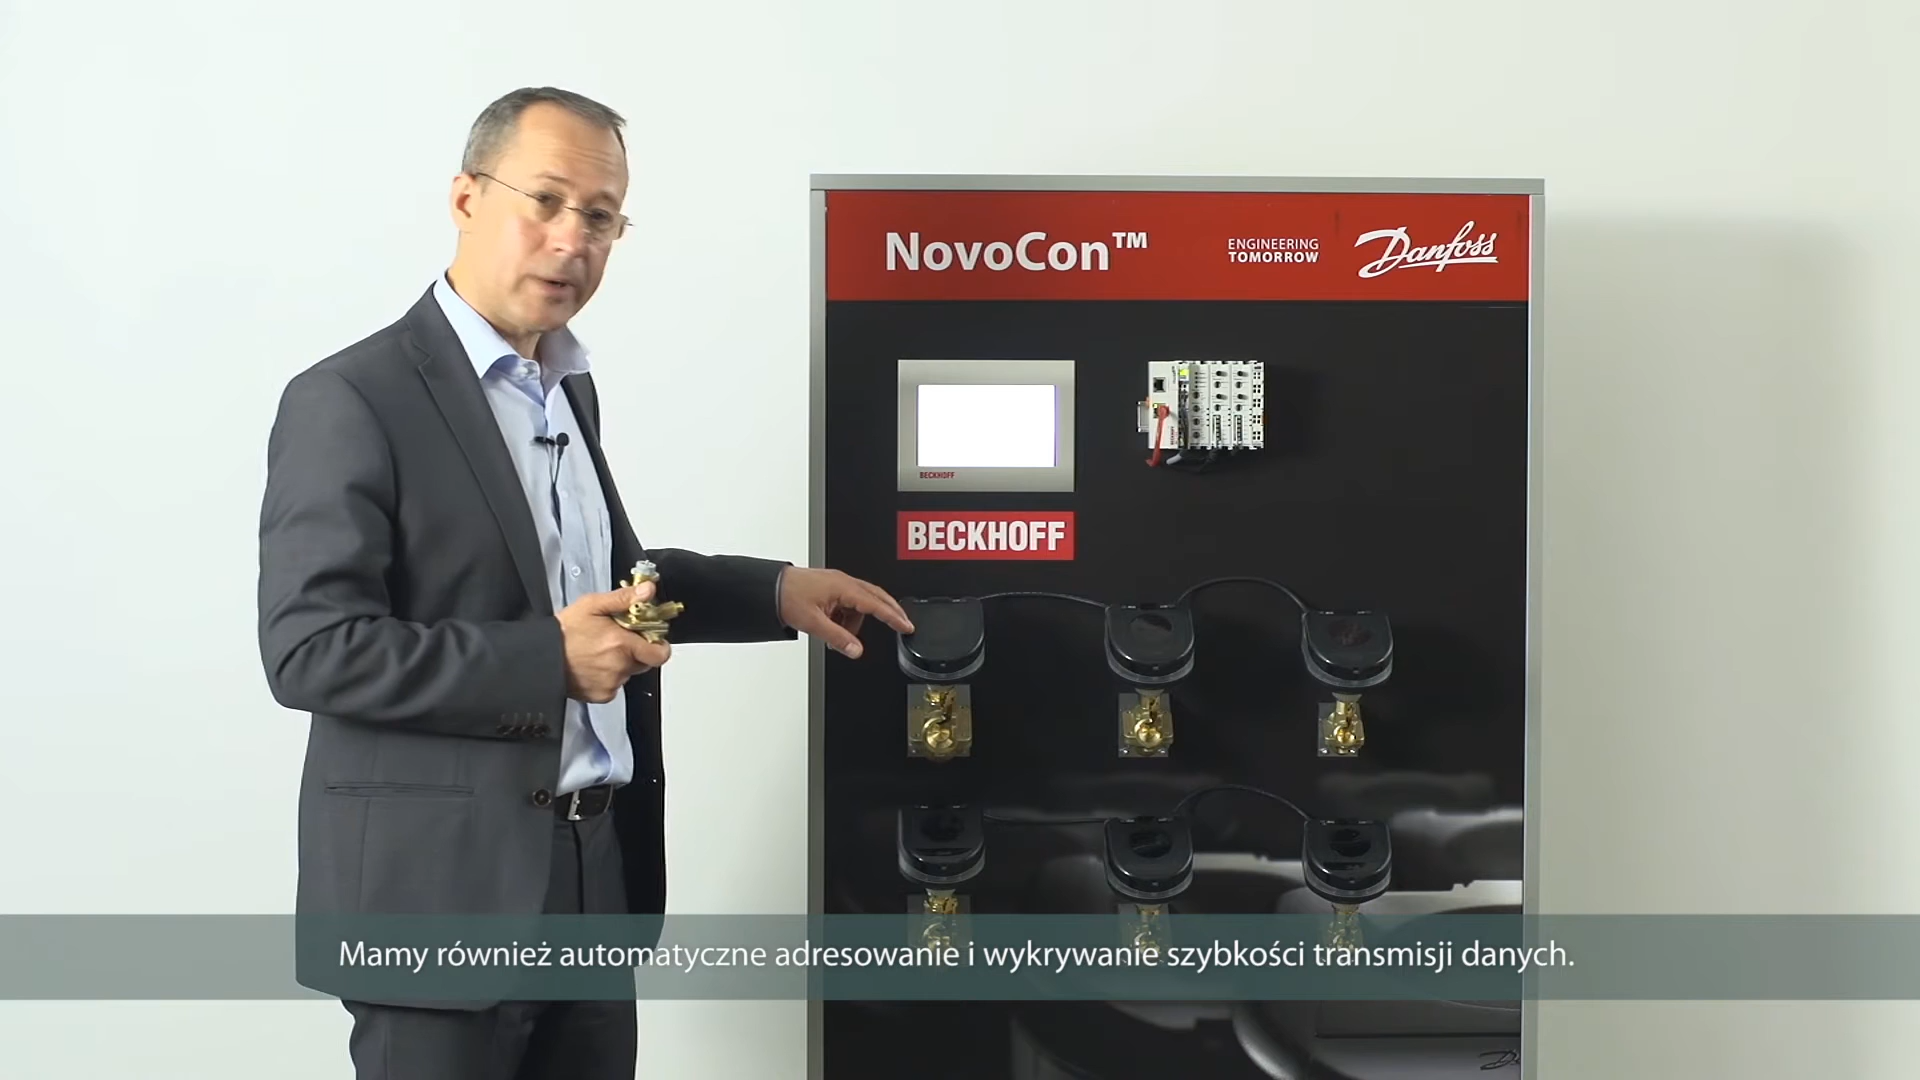 NovoCon™
ENGINEERING
TOMORROW
Danfoss
BECKHOFF
BECKHOFF
Mamy również automatyczne adresowanie i wykrywanie szybkości transmisji danych.